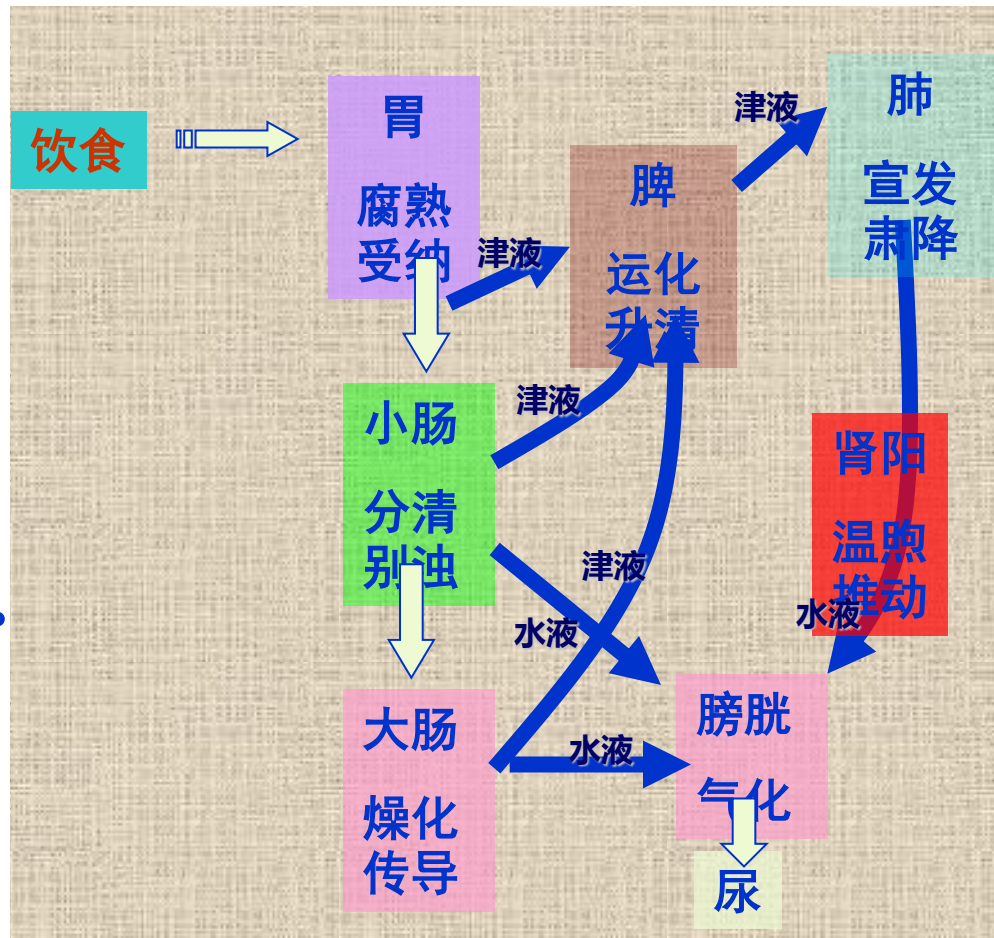 饮食
胃
腐熟
受纳
津液
脾
运化
升清
津液
肺
宣发
肃降
小肠
分清
别浊
津液
津液
水液
肾阳
温煦
推动
水液
大肠
燥化
传导
水液
膀胱
气化
尿